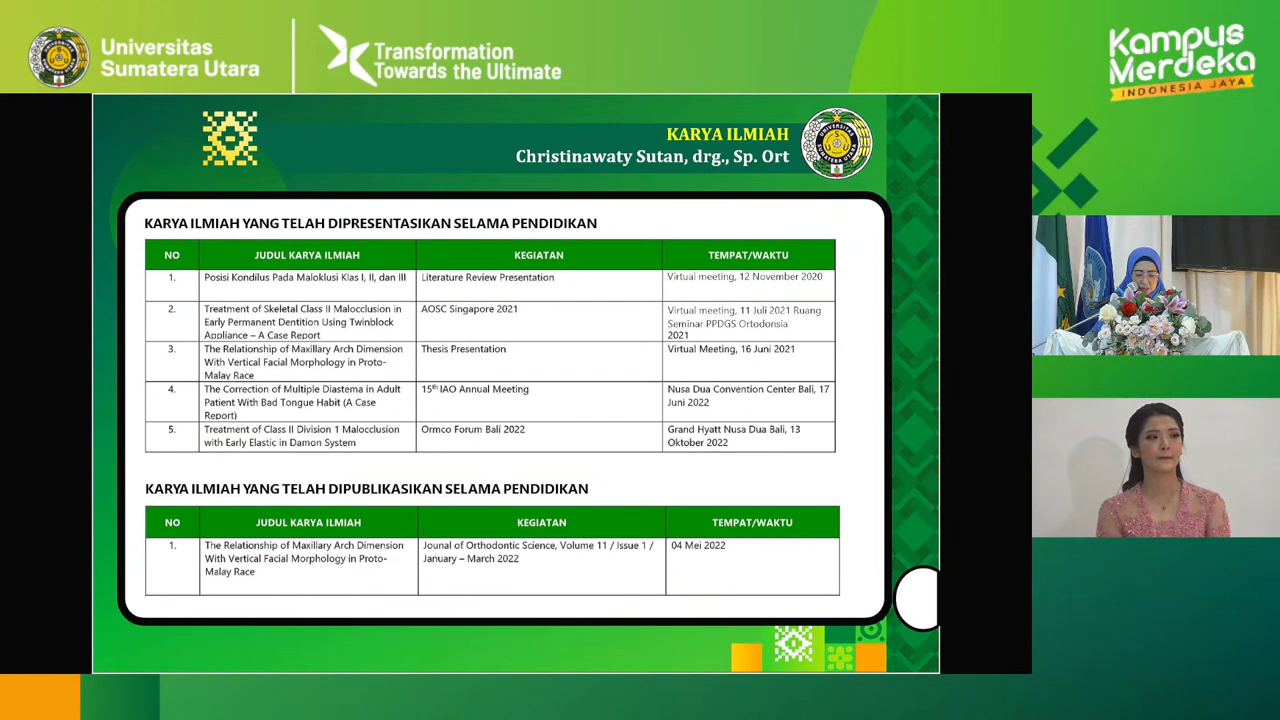 Universitas
Sumatera Utara
Transformation
Towards the Ultimate
Kampus
Merdeka
INDONESIA JAYA
KARYA ILMIAH
Christinawaty Sutan, drg., Sp. Ort
KARYA ILMIAH YANG TELAH DIPRESENTASIKAN SELAMA PENDIDIKAN
NO JUDUL KARYA ILMIAH KEGIATAN TEMPAT/WAKTU
1. Posisi Kondilus Pada Maloklusi Klas I, II, dan III Literature Review Presentation Virtual meeting, 12 November 2020
2. Treatment of Skeletal Class II Malocclusion in AOSC Singapore 2021 Virtual meeting, 11 Juli 2021 Ruang
Early Permanent Dentition Using Twinblock Seminar PPDGS Ortodonsia
Appliance – A Case Report 2021
3. The Relationship of Maxillary Arch Dimension Thesis Presentation Virtual Meeting, 16 Juni 2021
With Vertical Facial Morphology in Proto-
Malay Race
4. The Correction of Multiple Diastema in Adult 15th IAO Annual Meeting Nusa Dua Convention Center Bali, 17
Patient With Bad Tongue Habit (A Case Juni 2022
Report)
5. Treatment of Class II Division 1 Malocclusion Ormco Forum Bali 2022 Grand Hyatt Nusa Dua Bali, 13
with Early Elastic in Damon System Oktober 2022
KARYA ILMIAH YANG TELAH DIPUBLIKASIKAN SELAMA PENDIDIKAN
NO JUDUL KARYA ILMIAH KEGIATAN TEMPAT/WAKTU
1. The Relationship of Maxillary Arch Dimension Jounal of Orthodontic Science, Volume 11 / Issue 1 / 04 Mei 2022
With Vertical Facial Morphology in Proto- January – March 2022
Malay Race